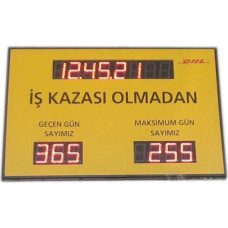 DHL
12.45.21
İŞ KAZASI OLMADAN
GEÇEN GÜN MAKSİMUM GÜN
SAYIMIZ SAYIMIZ
365 255